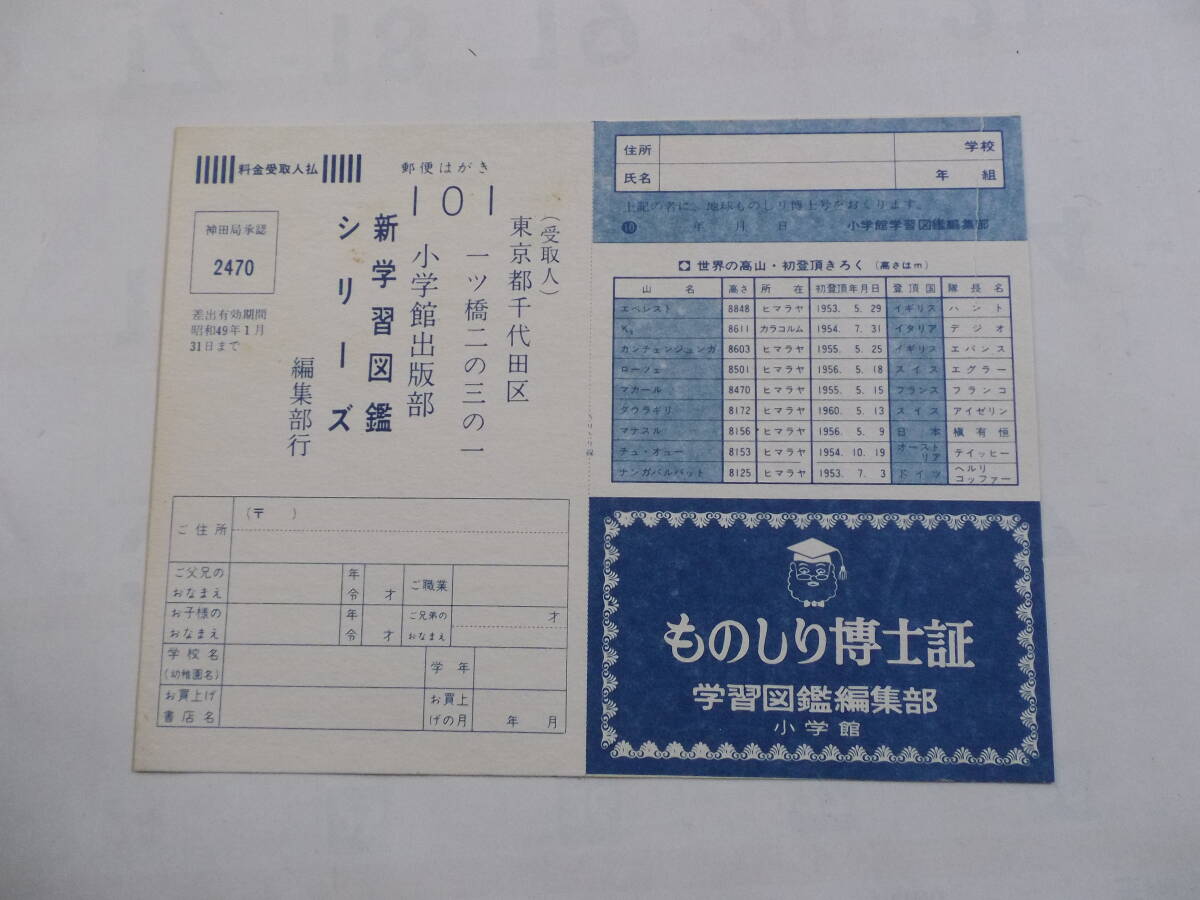 料金受取人払
郵便はがき
101
(受取人)
東京都千代田区
一ツ橋二の三の一
小学館出版部
新学習図鑑
シリーズ
編集部行
神田局承認
2470
差出有効期間
昭和49年1月
31日まで
ご住所
(〒 )
ご父兄の
おなまえ
年令 才
ご職業
お子様の
おなまえ
年令 才
ご兄弟の
おなまえ
才
学校名
(幼稚園名)
学年
お買上げ
書店名
お買上
げの月
年 月
きりとり線
住所
学校
氏名
年 組
上記の者に、地球ものしり博士号をおくります。
10 年 月 日 小学館学習図鑑編集部
世界の高山・初登頂きろく (高さはm)
山名 高さ 所在 初登頂年月日 登頂国 隊長名
エベレスト 8848 ヒマラヤ 1953. 5. 29 イギリス ハント
K₂ 8611 カラコルム 1954. 7. 31 イタリア デジオ
カンチェンジュンガ 8603 ヒマラヤ 1955. 5. 25 イギリス エバンス
ローツェ 8501 ヒマラヤ 1956. 5. 18 スイス エグラー
マカールー 8470 ヒマラヤ 1955. 5. 15 フランス フランコ
ダウラギリ 8172 ヒマラヤ 1960. 5. 13 スイス アイゼリン
マナスル 8156 ヒマラヤ 1956. 5. 9 日本 槇有恒
チュ・オュー 8153 ヒマラヤ 1954. 10. 19 オーストリア テイッヒー
ナンガパルバット 8125 ヒマラヤ 1953. 7. 3 ドイツ ヘルリコッファー
ものしり博士証
学習図鑑編集部
小学館